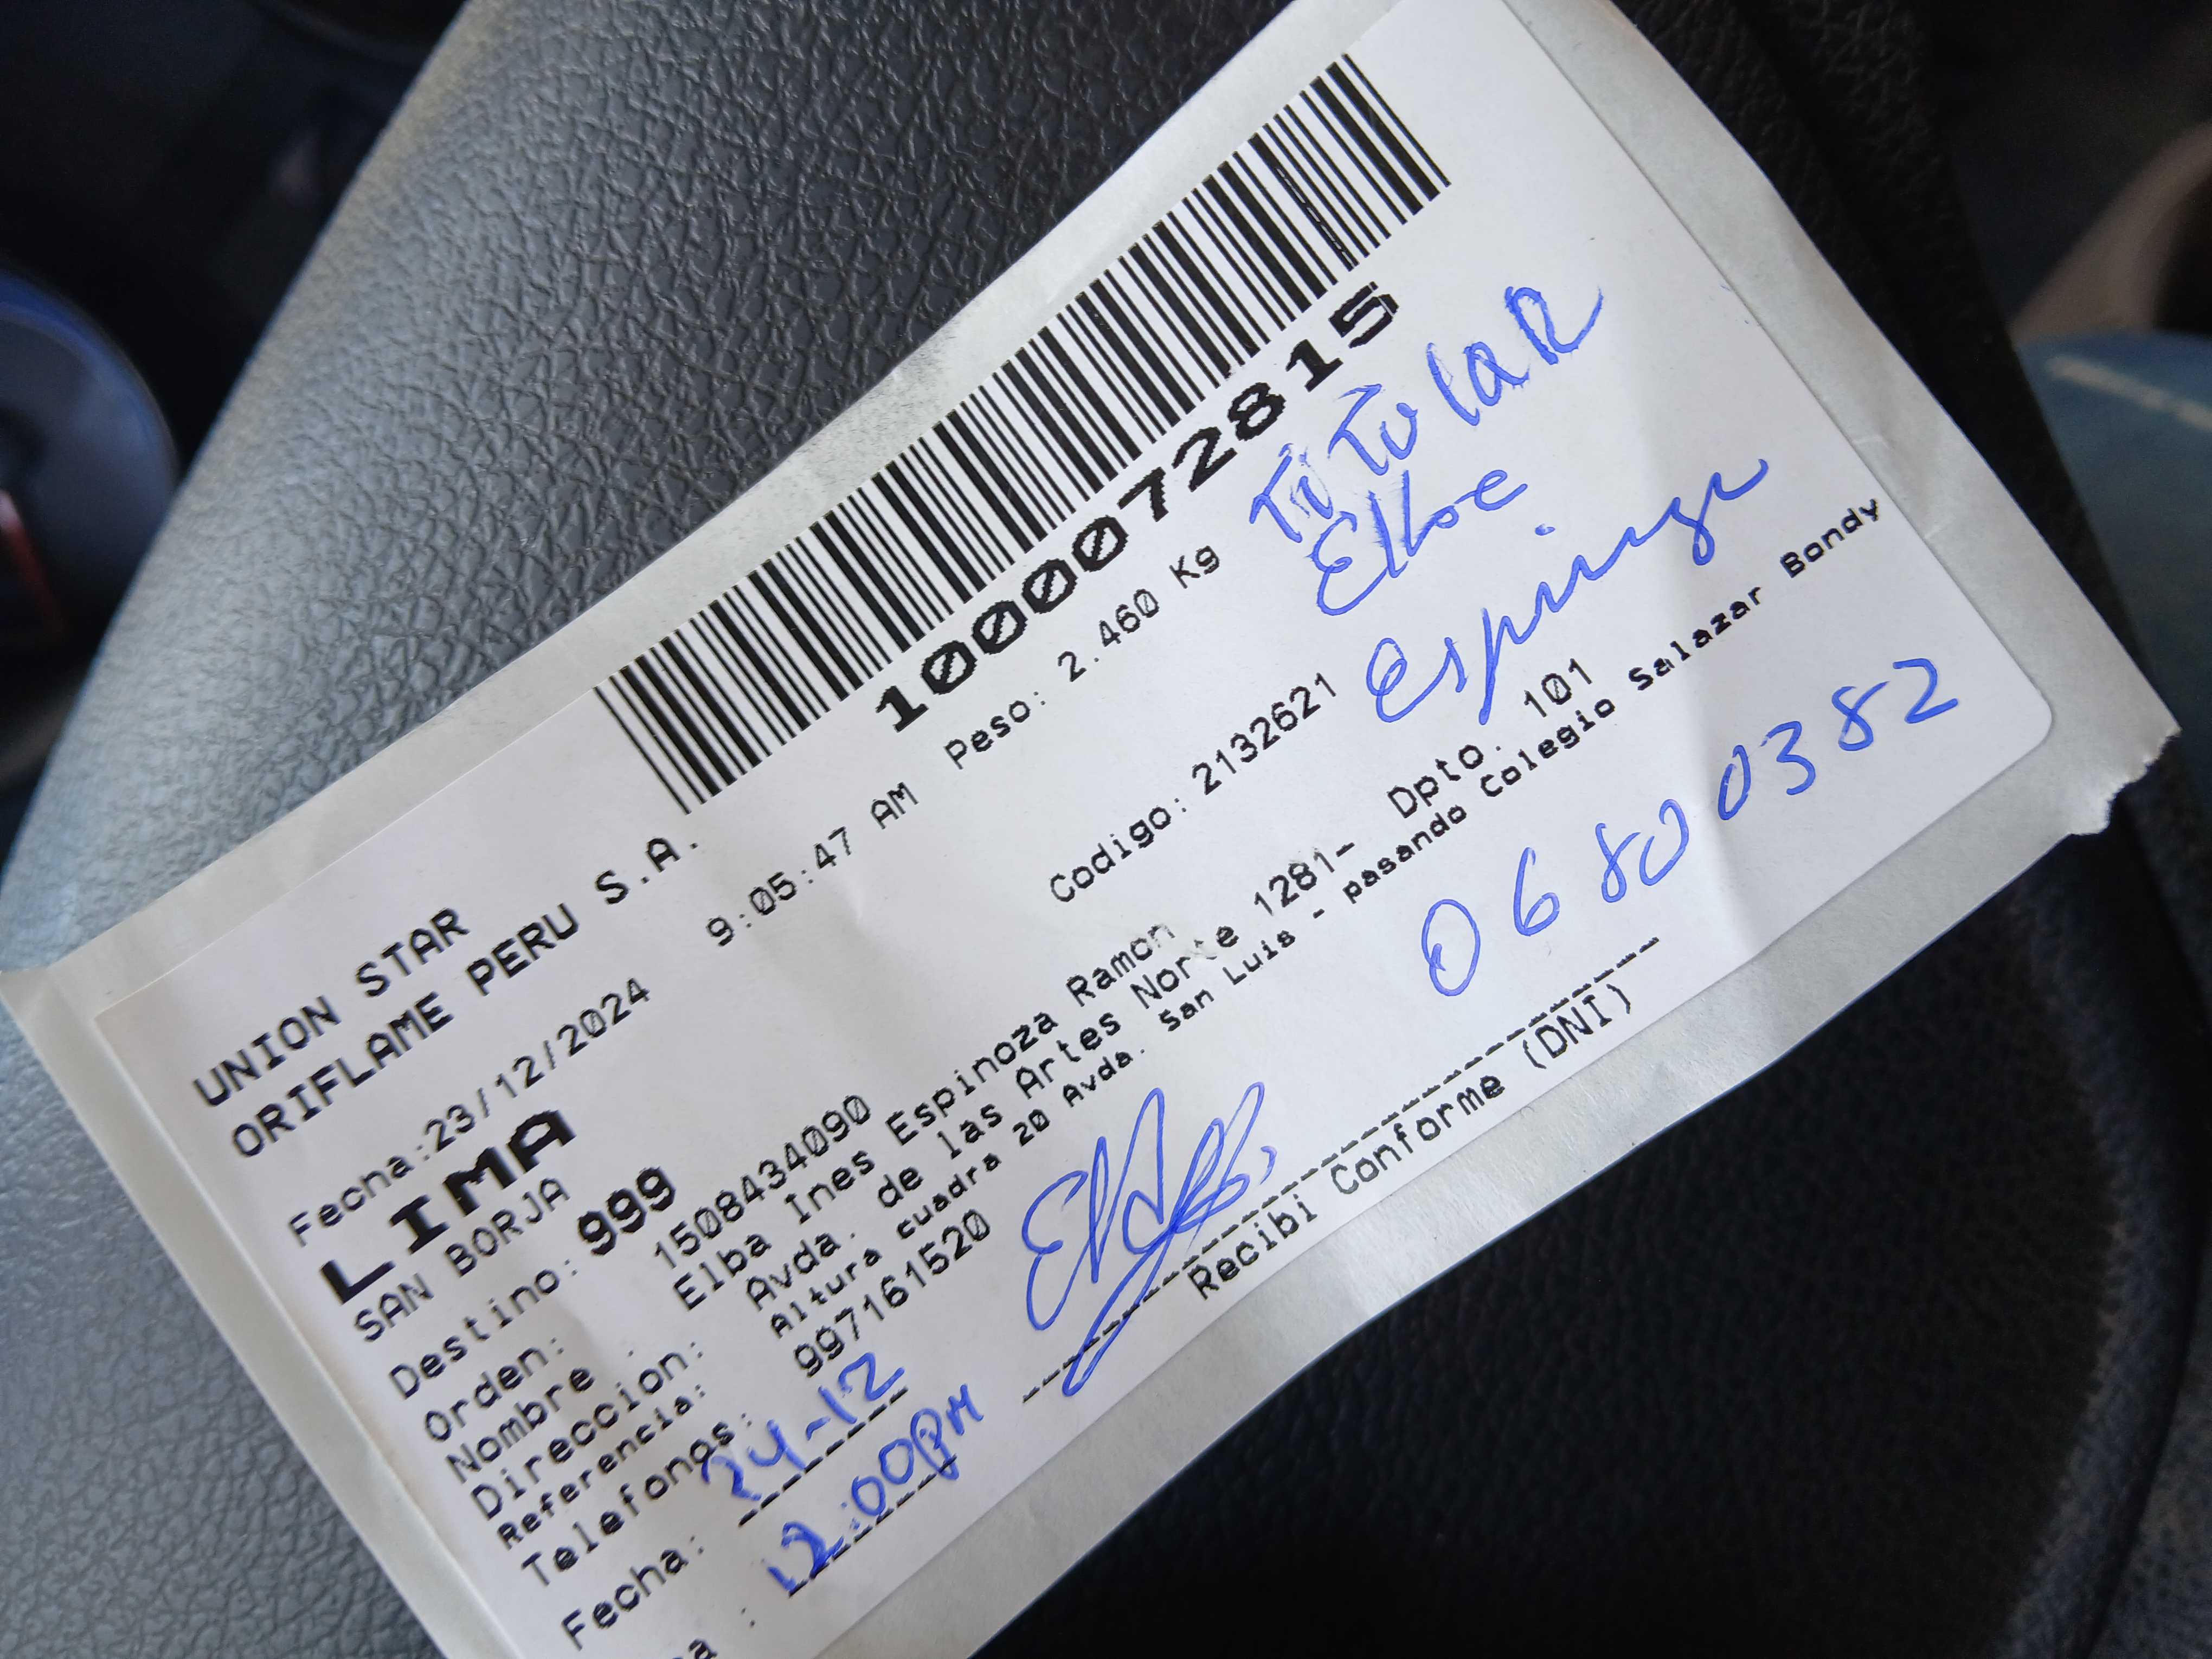 10000072815
UNION STAR
ORIFLAME PERU S.A.
Fecha:23/12/2024 9:05:47 AM Peso: 2.460 Kg
TiTulaR
LIMA
Elba
SAN BORJA
Espinoza
Destino: 999 Codigo: 2132621
Orden: 1508434090
Nombre : Elba Ines Espinoza Ramon
Direccion: Avda. de las Artes Norte 1281- Dpto. 101
Referencia: Altura cuadra 20 Avda. San Luis - pasando Colegio Salazar Bondy
Telefonos: 997161520
06800382
Fecha: 24-12
12:00PM
Recibi Conforme (DNI)